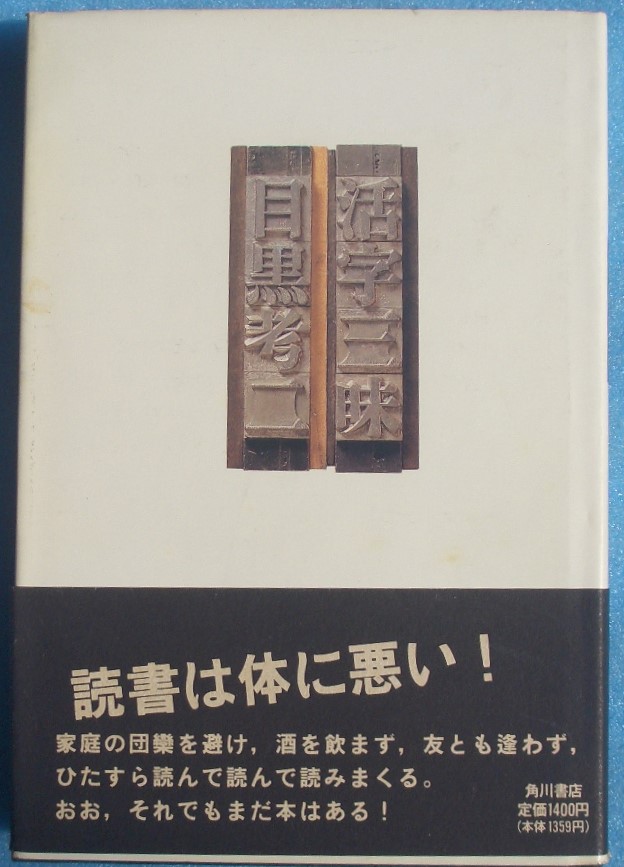 活字三昧
目黒考二
読書は体に悪い！
家庭の団欒を避け，酒を飲まず，友とも逢わず，
ひたすら読んで読んで読みまくる。
おお，それでもまだ本はある！
角川書店
定価1400円
(本体1359円)